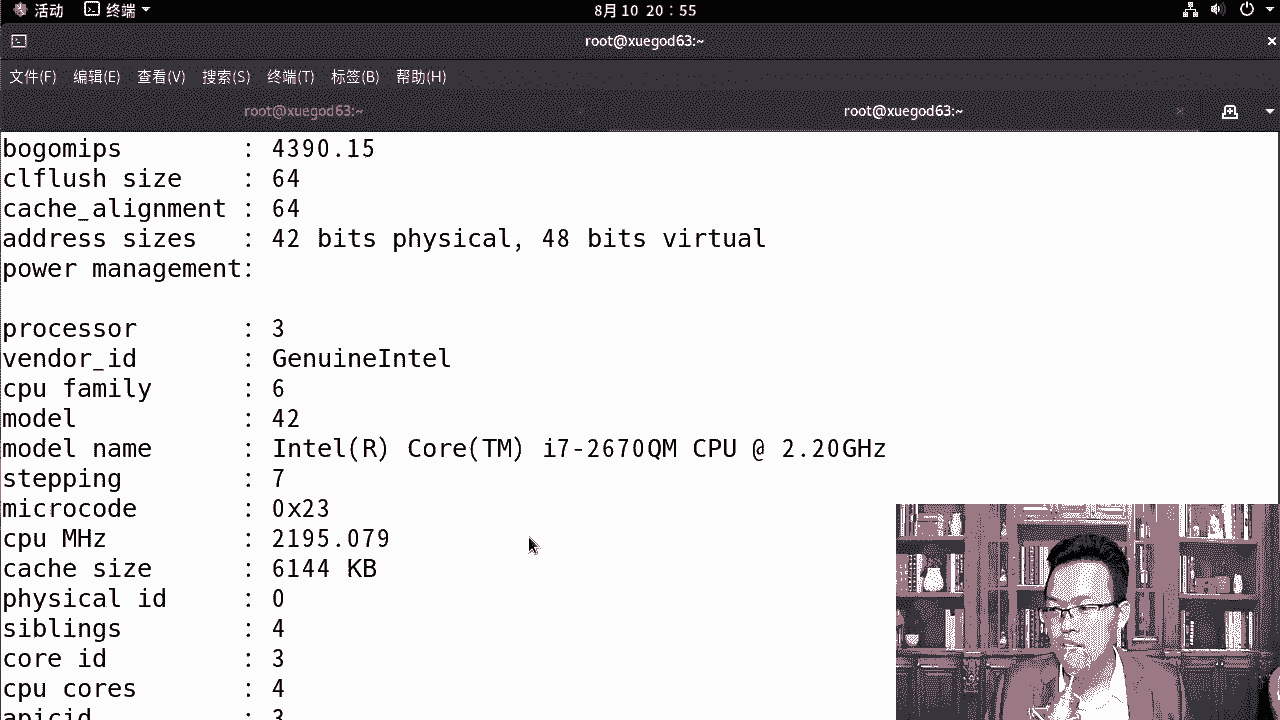 活动 终端 8月10 20：55
root@xuegod63:~
文件(F) 编辑(E) 查看(V) 搜索(S) 终端(T) 标签(B) 帮助(H)
root@xuegod63:~ root@xuegod63:~
bogomips : 4390.15
clflush size : 64
cache_alignment : 64
address sizes : 42 bits physical, 48 bits virtual
power management:
processor : 3
vendor_id : GenuineIntel
cpu family : 6
model : 42
model name : Intel(R) Core(TM) i7-2670QM CPU @ 2.20GHz
stepping : 7
microcode : 0x23
cpu MHz : 2195.079
cache size : 6144 KB
physical id : 0
siblings : 4
core id : 3
cpu cores : 4
apicid : 3